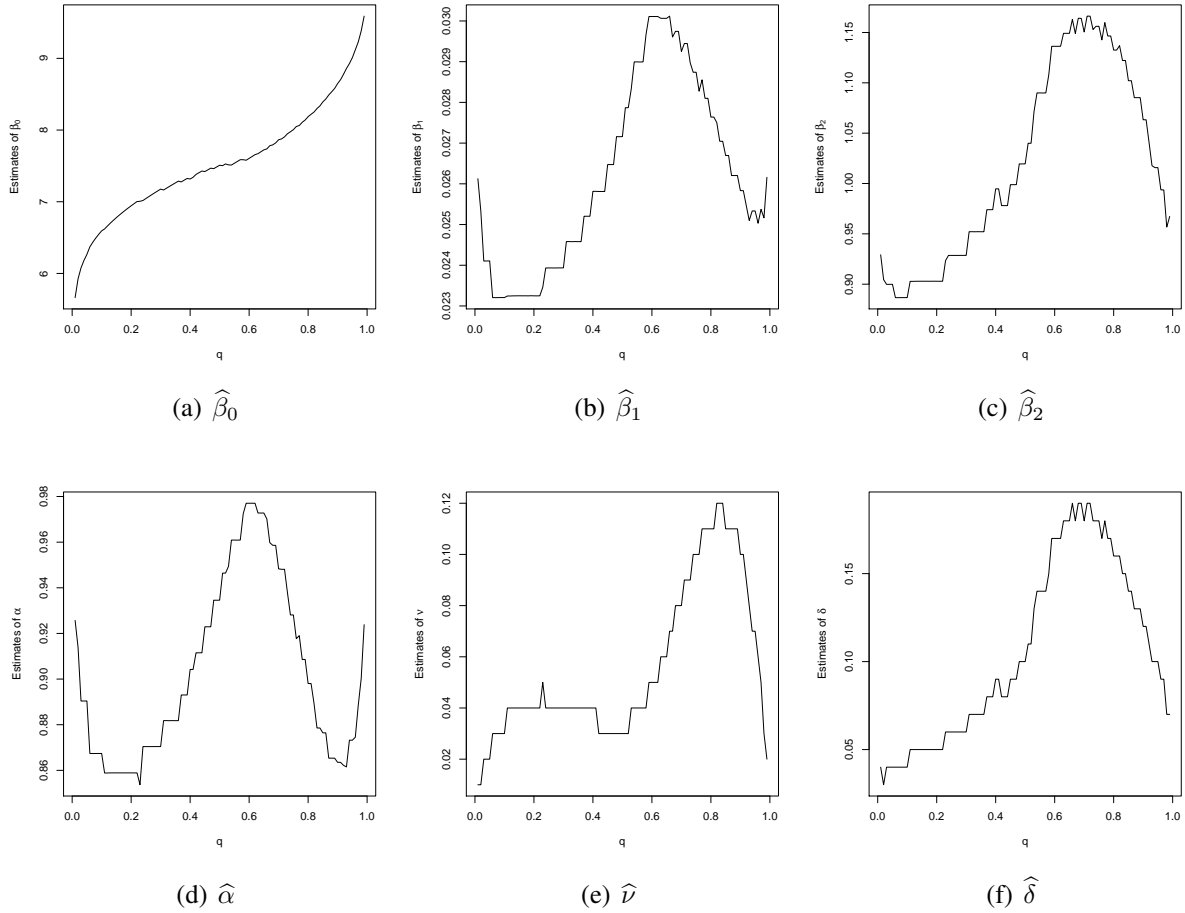 Estimates of β0
9
8
7
6
0.0 0.2 0.4 0.6 0.8 1.0
q
(a) β̂0
Estimates of β1
0.030
0.029
0.028
0.027
0.026
0.025
0.024
0.023
0.0 0.2 0.4 0.6 0.8 1.0
q
(b) β̂1
Estimates of β2
1.15
1.10
1.05
1.00
0.95
0.90
0.0 0.2 0.4 0.6 0.8 1.0
q
(c) β̂2
Estimates of α
0.98
0.96
0.94
0.92
0.90
0.88
0.86
0.0 0.2 0.4 0.6 0.8 1.0
q
(d) α̂
Estimates of ν
0.12
0.10
0.08
0.06
0.04
0.02
0.0 0.2 0.4 0.6 0.8 1.0
q
(e) ν̂
Estimates of δ
0.15
0.10
0.05
0.0 0.2 0.4 0.6 0.8 1.0
q
(f) δ̂